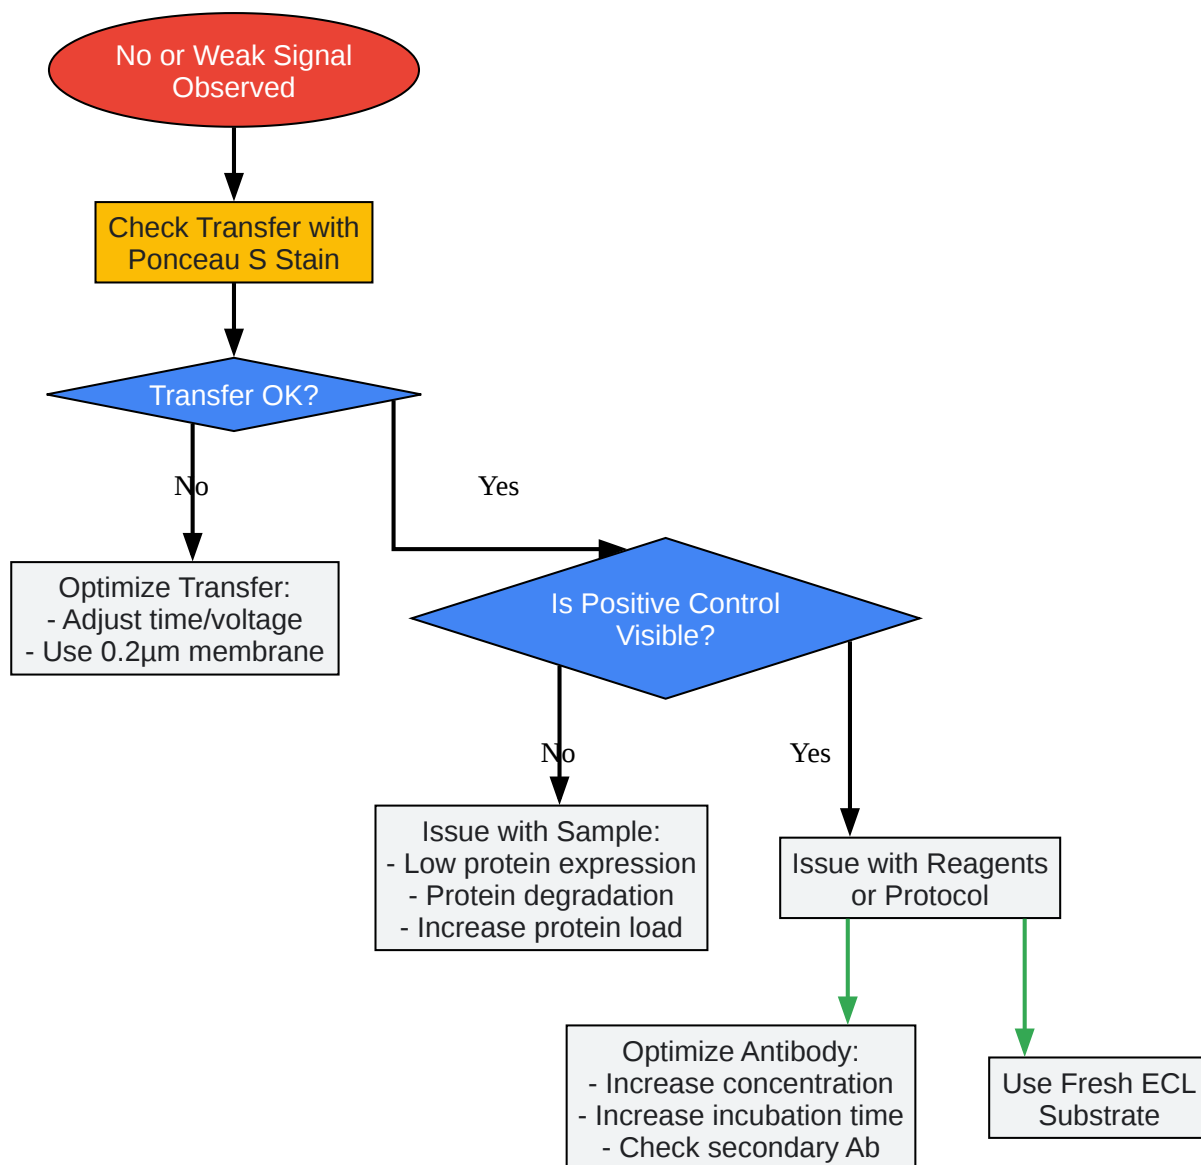 No or Weak Signal
Observed
Check Transfer with
Ponceau S Stain
Transfer OK?
No
Yes
Optimize Transfer:
- Adjust time/voltage
- Use 0.2µm membrane
Is Positive Control
Visible?
No
Yes
Issue with Sample:
- Low protein expression
- Protein degradation
- Increase protein load
Issue with Reagents
or Protocol
Optimize Antibody:
- Increase concentration
- Increase incubation time
- Check secondary Ab
Use Fresh ECL
Substrate